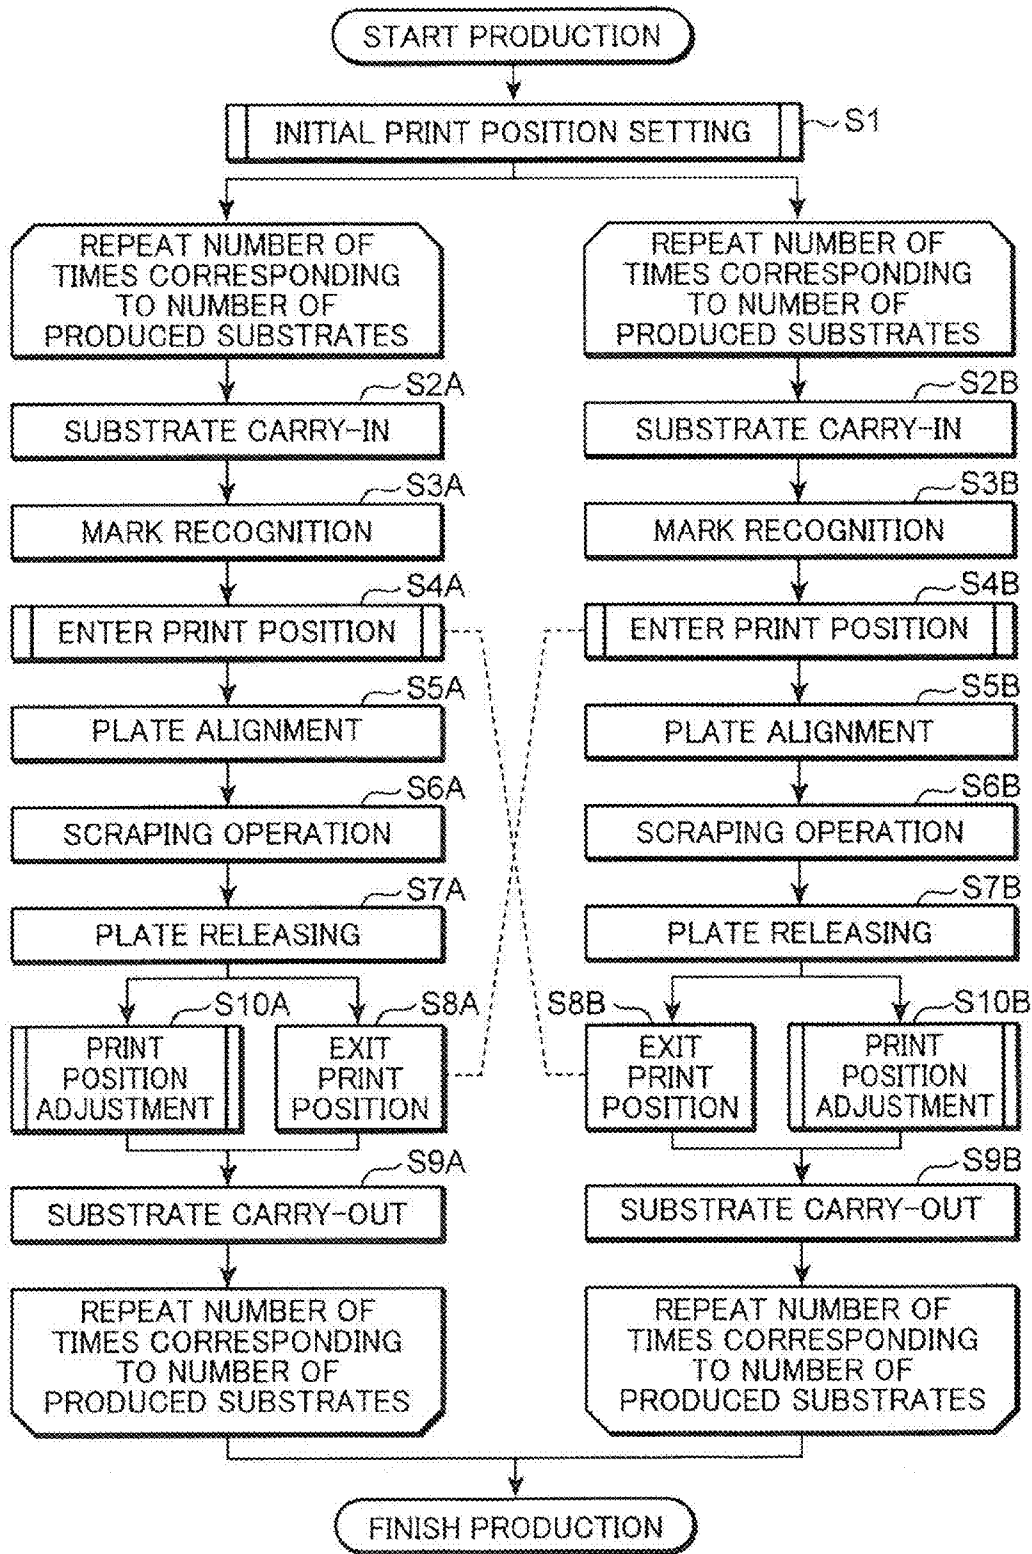 START PRODUCTION
INITIAL PRINT POSITION SETTING
S1
REPEAT NUMBER OF
TIMES CORRESPONDING
TO NUMBER OF
PRODUCED SUBSTRATES
S2A
SUBSTRATE CARRY-IN
S3A
MARK RECOGNITION
S4A
ENTER PRINT POSITION
S5A
PLATE ALIGNMENT
S6A
SCRAPING OPERATION
S7A
PLATE RELEASING
S10A
PRINT
POSITION
ADJUSTMENT
S8A
EXIT
PRINT
POSITION
S9A
SUBSTRATE CARRY-OUT
REPEAT NUMBER OF
TIMES CORRESPONDING
TO NUMBER OF
PRODUCED SUBSTRATES
REPEAT NUMBER OF
TIMES CORRESPONDING
TO NUMBER OF
PRODUCED SUBSTRATES
S2B
SUBSTRATE CARRY-IN
S3B
MARK RECOGNITION
S4B
ENTER PRINT POSITION
S5B
PLATE ALIGNMENT
S6B
SCRAPING OPERATION
S7B
PLATE RELEASING
S8B
EXIT
PRINT
POSITION
S10B
PRINT
POSITION
ADJUSTMENT
S9B
SUBSTRATE CARRY-OUT
REPEAT NUMBER OF
TIMES CORRESPONDING
TO NUMBER OF
PRODUCED SUBSTRATES
FINISH PRODUCTION